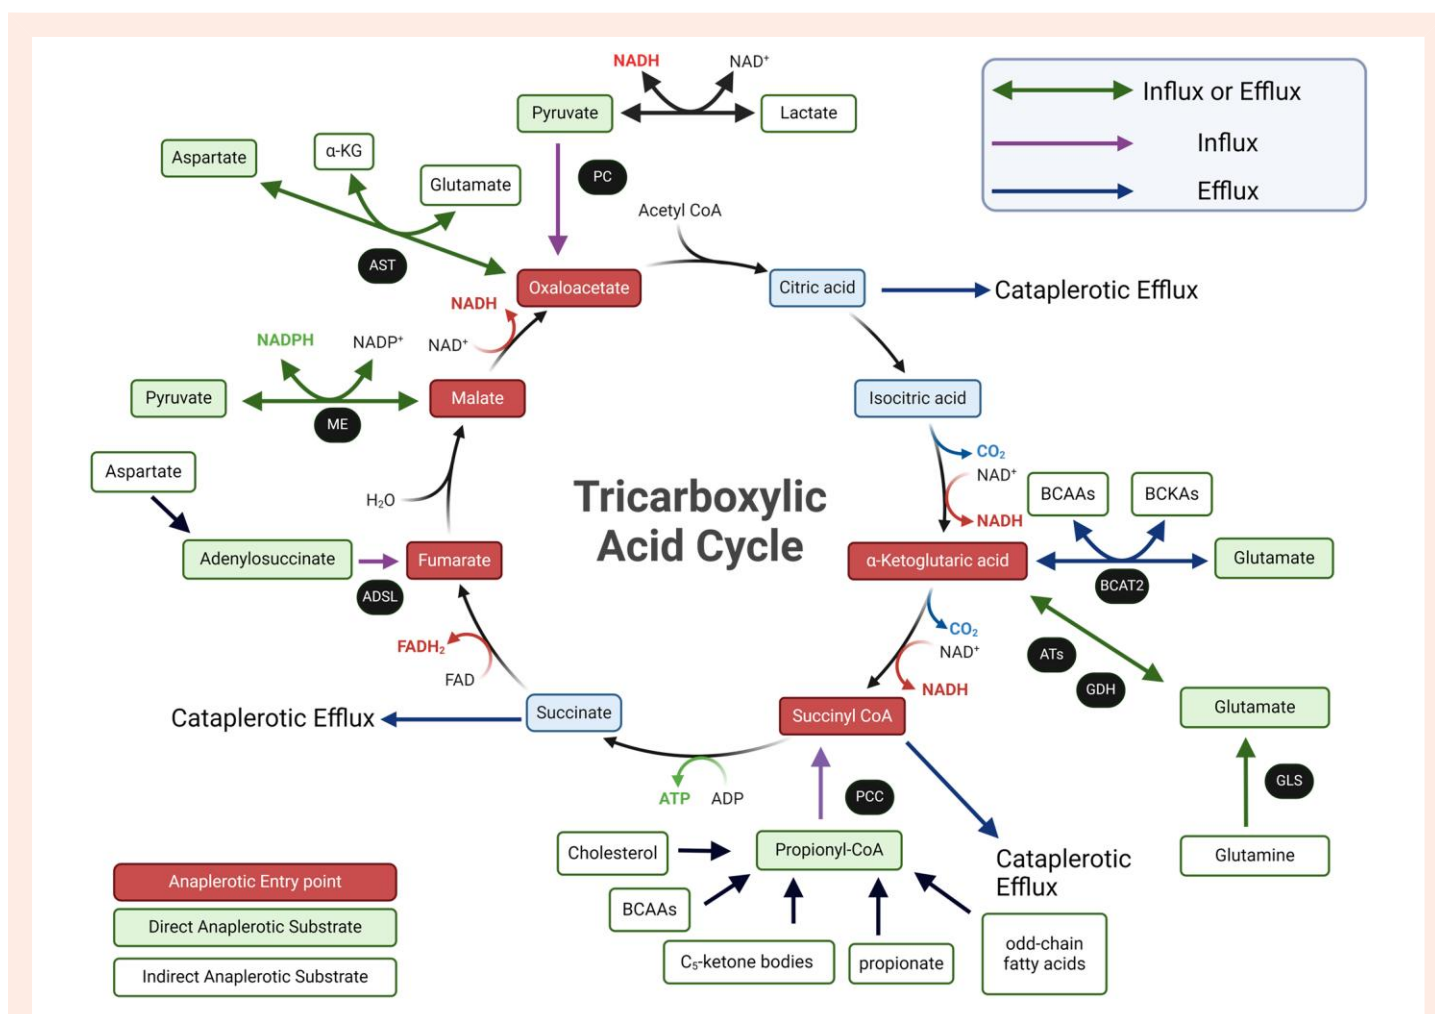 NADH
NAD⁺
Pyruvate
Lactate
Influx or Efflux
Influx
Efflux
Aspartate
α-KG
Glutamate
PC
Acetyl CoA
AST
Oxaloacetate
Citric acid
Cataplerotic Efflux
NADH
NAD⁺
NADPH
NADP⁺
Pyruvate
ME
Malate
Isocitric acid
CO₂
NAD⁺
NADH
Aspartate
H₂O
Tricarboxylic
Acid Cycle
BCAAs
BCKAs
Adenylosuccinate
ADSL
Fumarate
α-Ketoglutaric acid
BCAT2
Glutamate
FADH₂
FAD
CO₂
NAD⁺
NADH
ATs
GDH
Glutamate
Cataplerotic Efflux
Succinate
Succinyl CoA
ATP
ADP
PCC
GLS
Glutamine
Cholesterol
Propionyl-CoA
Cataplerotic
Efflux
BCAAs
C₅-ketone bodies
propionate
odd-chain
fatty acids
Anaplerotic Entry point
Direct Anaplerotic Substrate
Indirect Anaplerotic Substrate